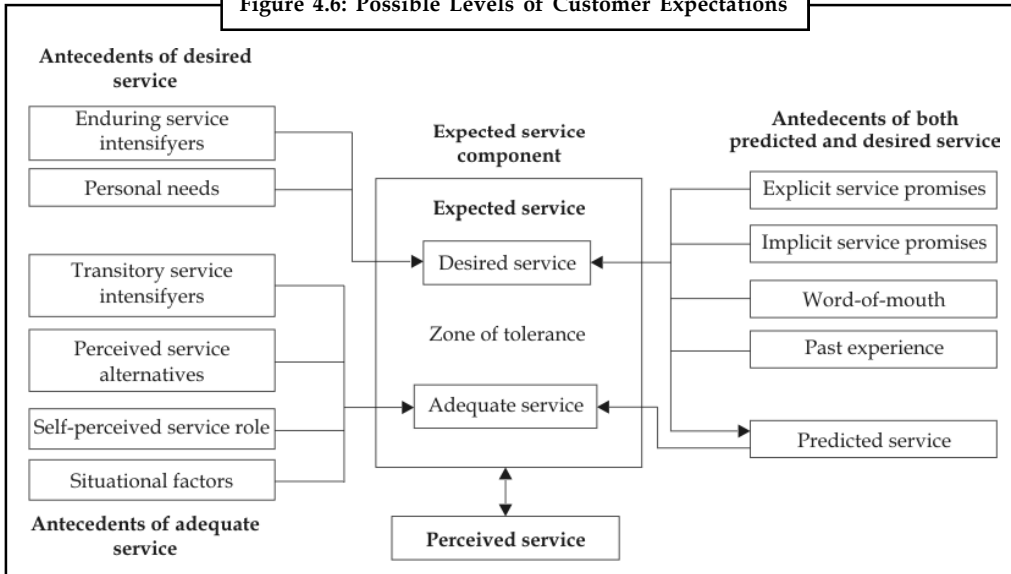 Figure 4.6: Possible Levels of Customer Expectations
Antecedents of desired
service
Enduring service
intensifyers
Personal needs
Transitory service
intensifyers
Perceived service
alternatives
Self-perceived service role
Situational factors
Antecedents of adequate
service
Expected service
component
Expected service
Desired service
Zone of tolerance
Adequate service
Perceived service
Antedecents of both
predicted and desired service
Explicit service promises
Implicit service promises
Word-of-mouth
Past experience
Predicted service